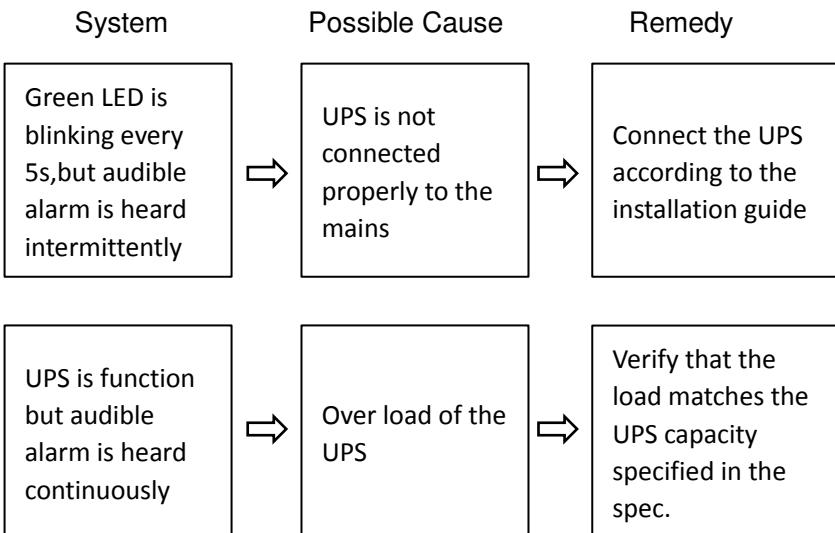 System Possible Cause Remedy
Green LED is
blinking every
5s,but audible
alarm is heard
intermittently
UPS is not
connected
properly to the
mains
Connect the UPS
according to the
installation guide
UPS is function
but audible
alarm is heard
continuously
Over load of the
UPS
Verify that the
load matches the
UPS capacity
specified in the
spec.